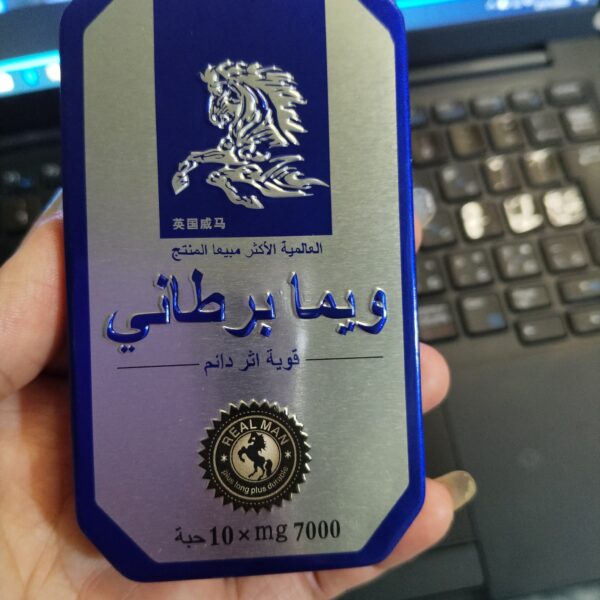 英国威马
العالمية الأكثر مبيعا المنتج
ويما برطاني
قوية اثر دائم
REAL MAN
plus long plus durable
7000 mg × 10 حبة